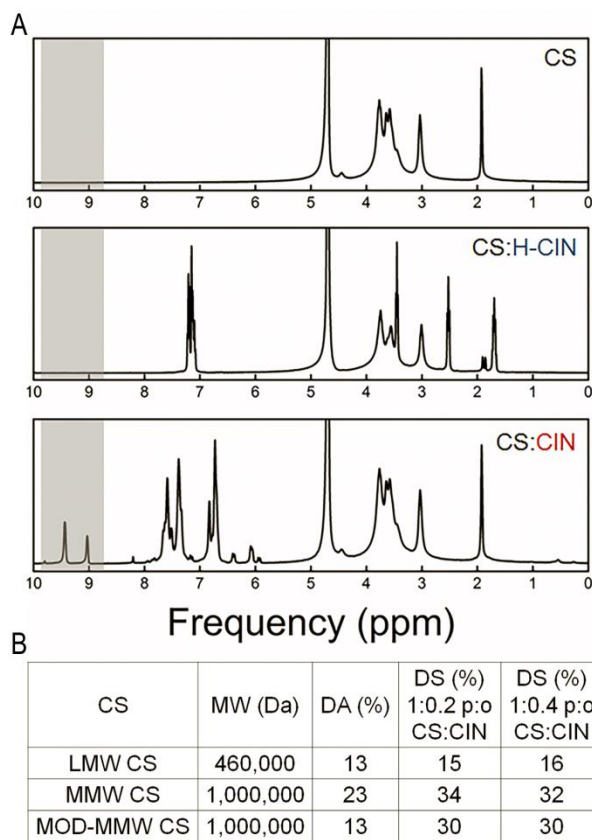 A
CS
10 9 8 7 6 5 4 3 2 1 0
CS:H-CIN
10 9 8 7 6 5 4 3 2 1 0
CS:CIN
10 9 8 7 6 5 4 3 2 1 0
Frequency (ppm)
B
CS MW (Da) DA (%) DS (%) 1:0.2 p:o CS:CIN DS (%) 1:0.4 p:o CS:CIN
LMW CS 460,000 13 15 16
MMW CS 1,000,000 23 34 32
MOD-MMW CS 1,000,000 13 30 30